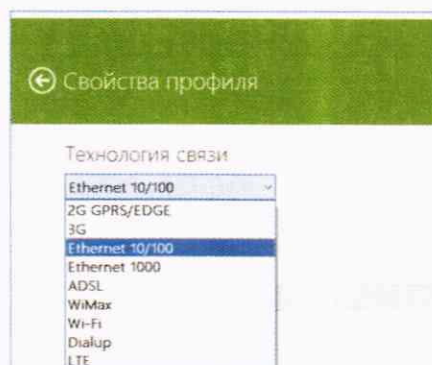 Свойства профиля
Технология связи
Ethernet 10/100
2G GPRS/EDGE
3G
Ethernet 10/100
Ethernet 1000
ADSL
WiMax
Wi-Fi
Dialup
LTE